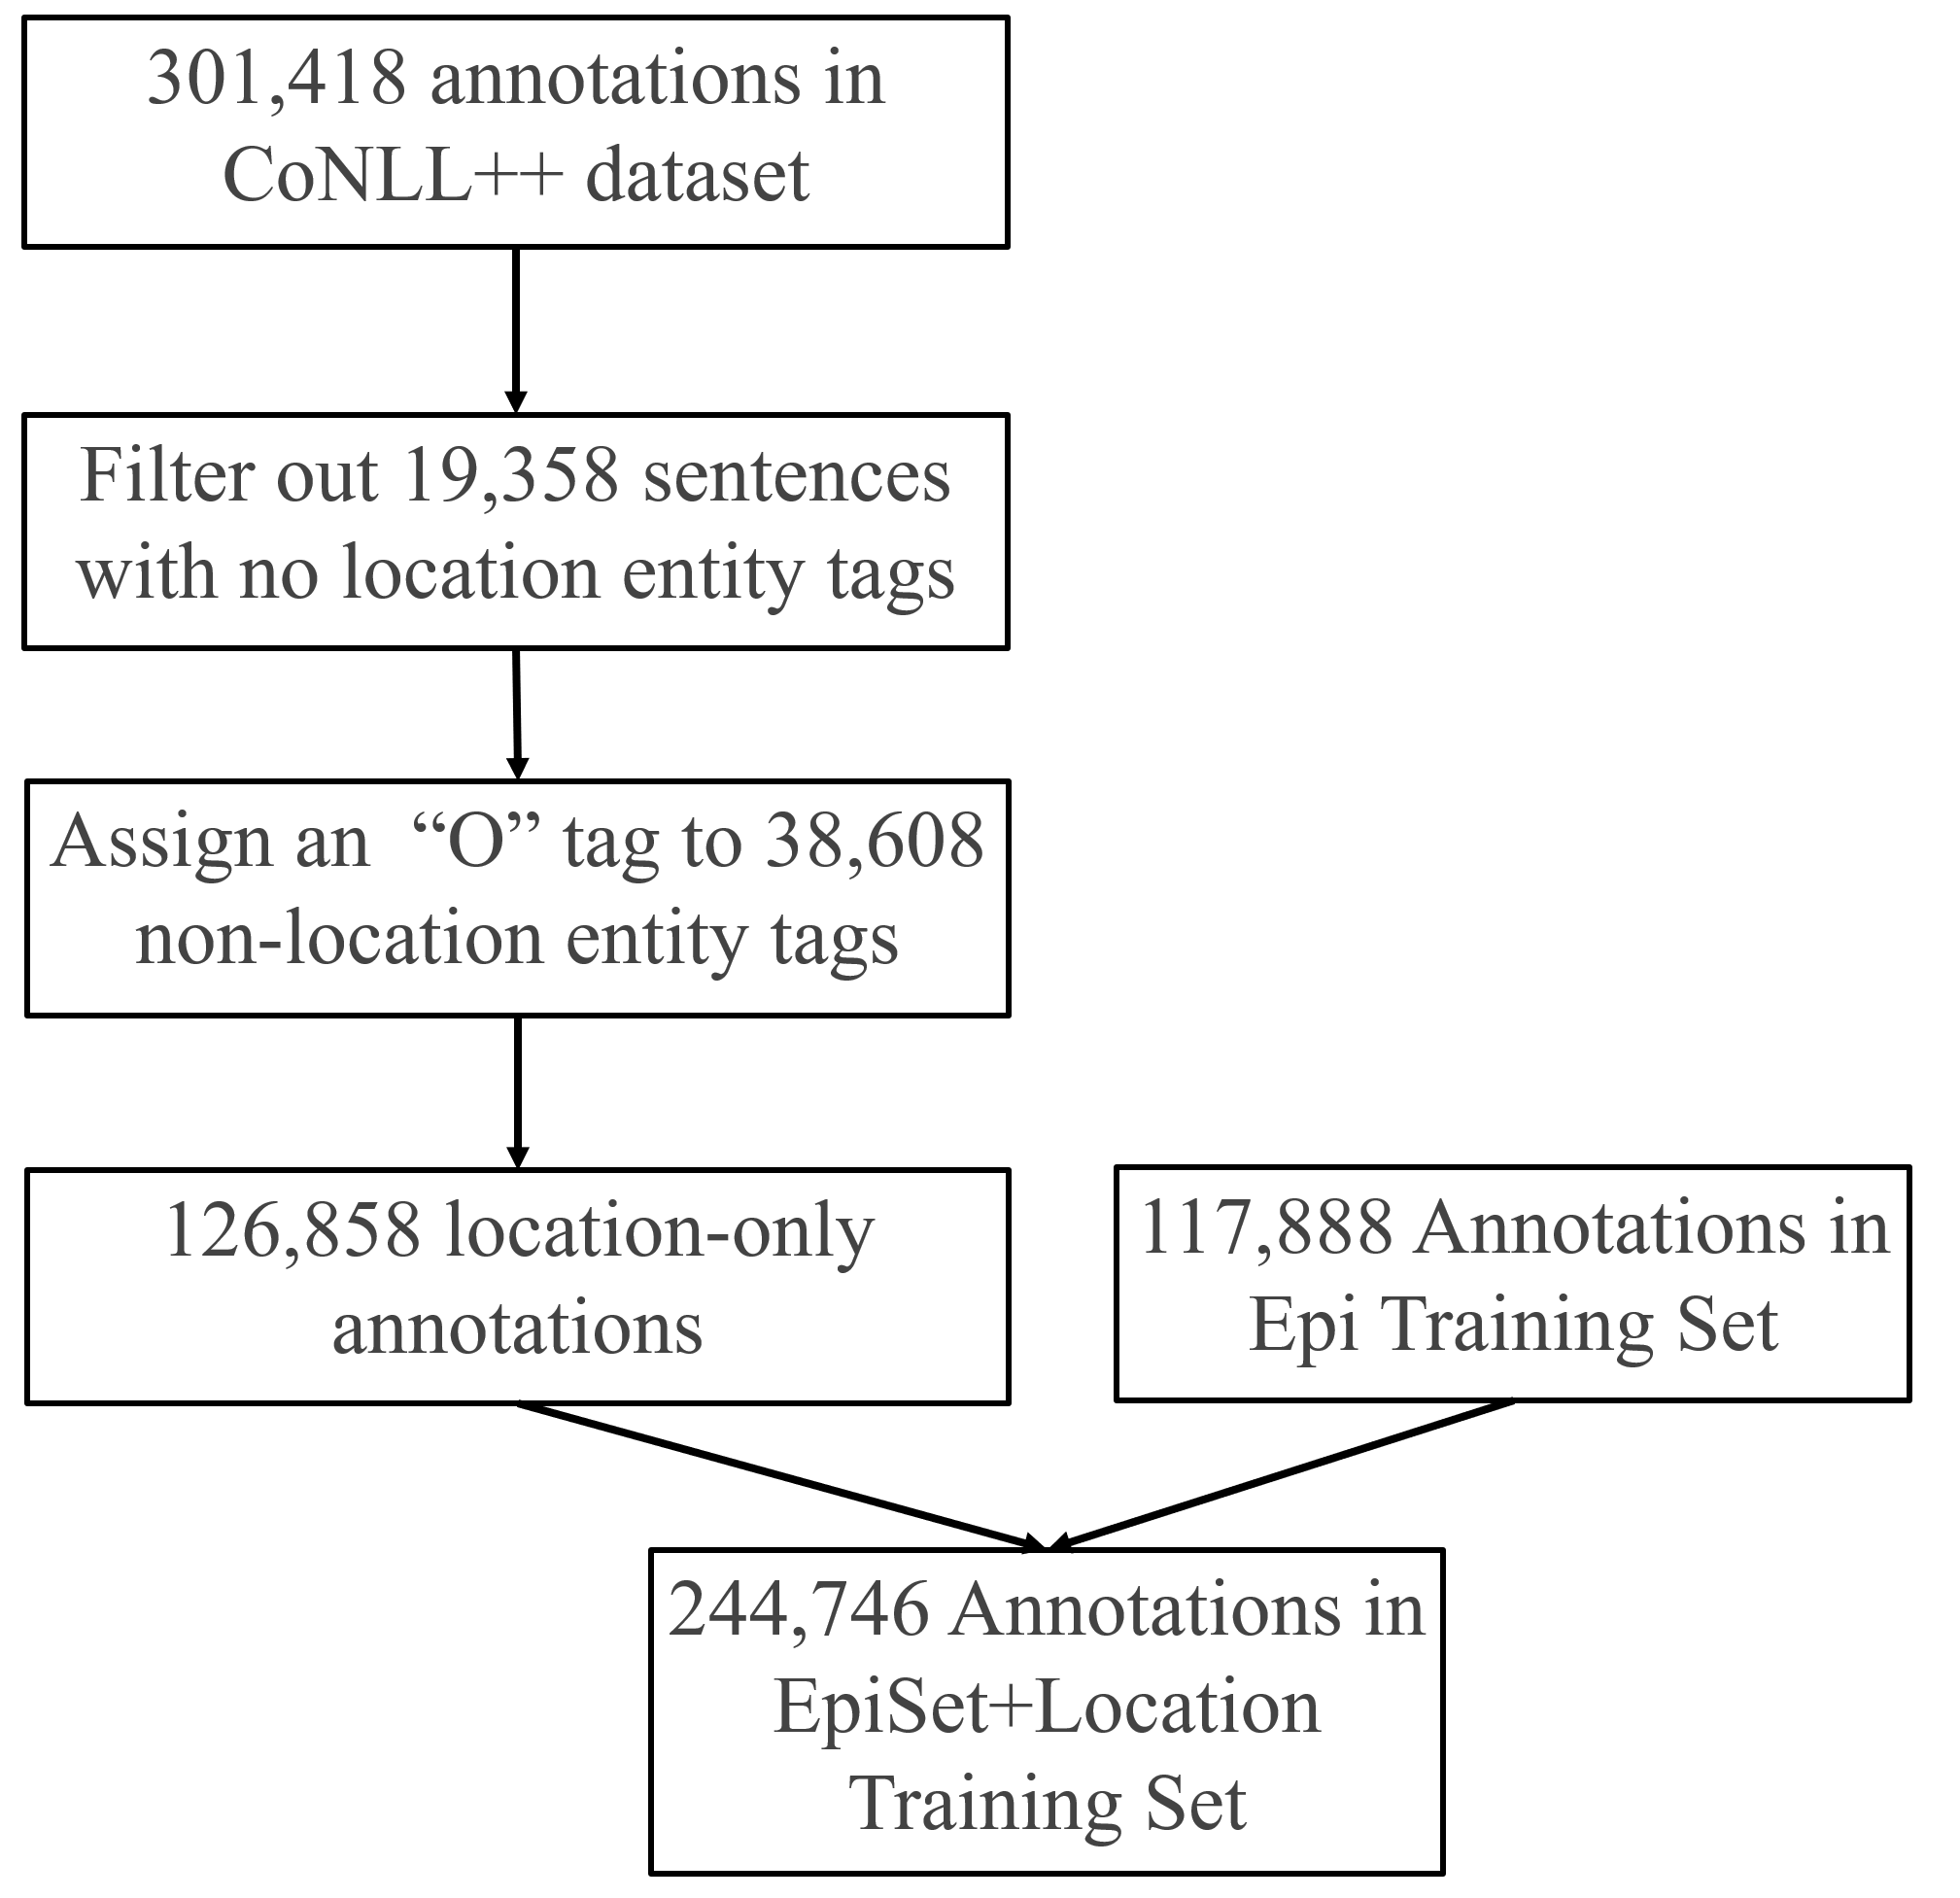 301,418 annotations in
CoNLL++ dataset
Filter out 19,358 sentences
with no location entity tags
Assign an “O” tag to 38,608
non-location entity tags
126,858 location-only
annotations
117,888 Annotations in
Epi Training Set
244,746 Annotations in
EpiSet+Location
Training Set